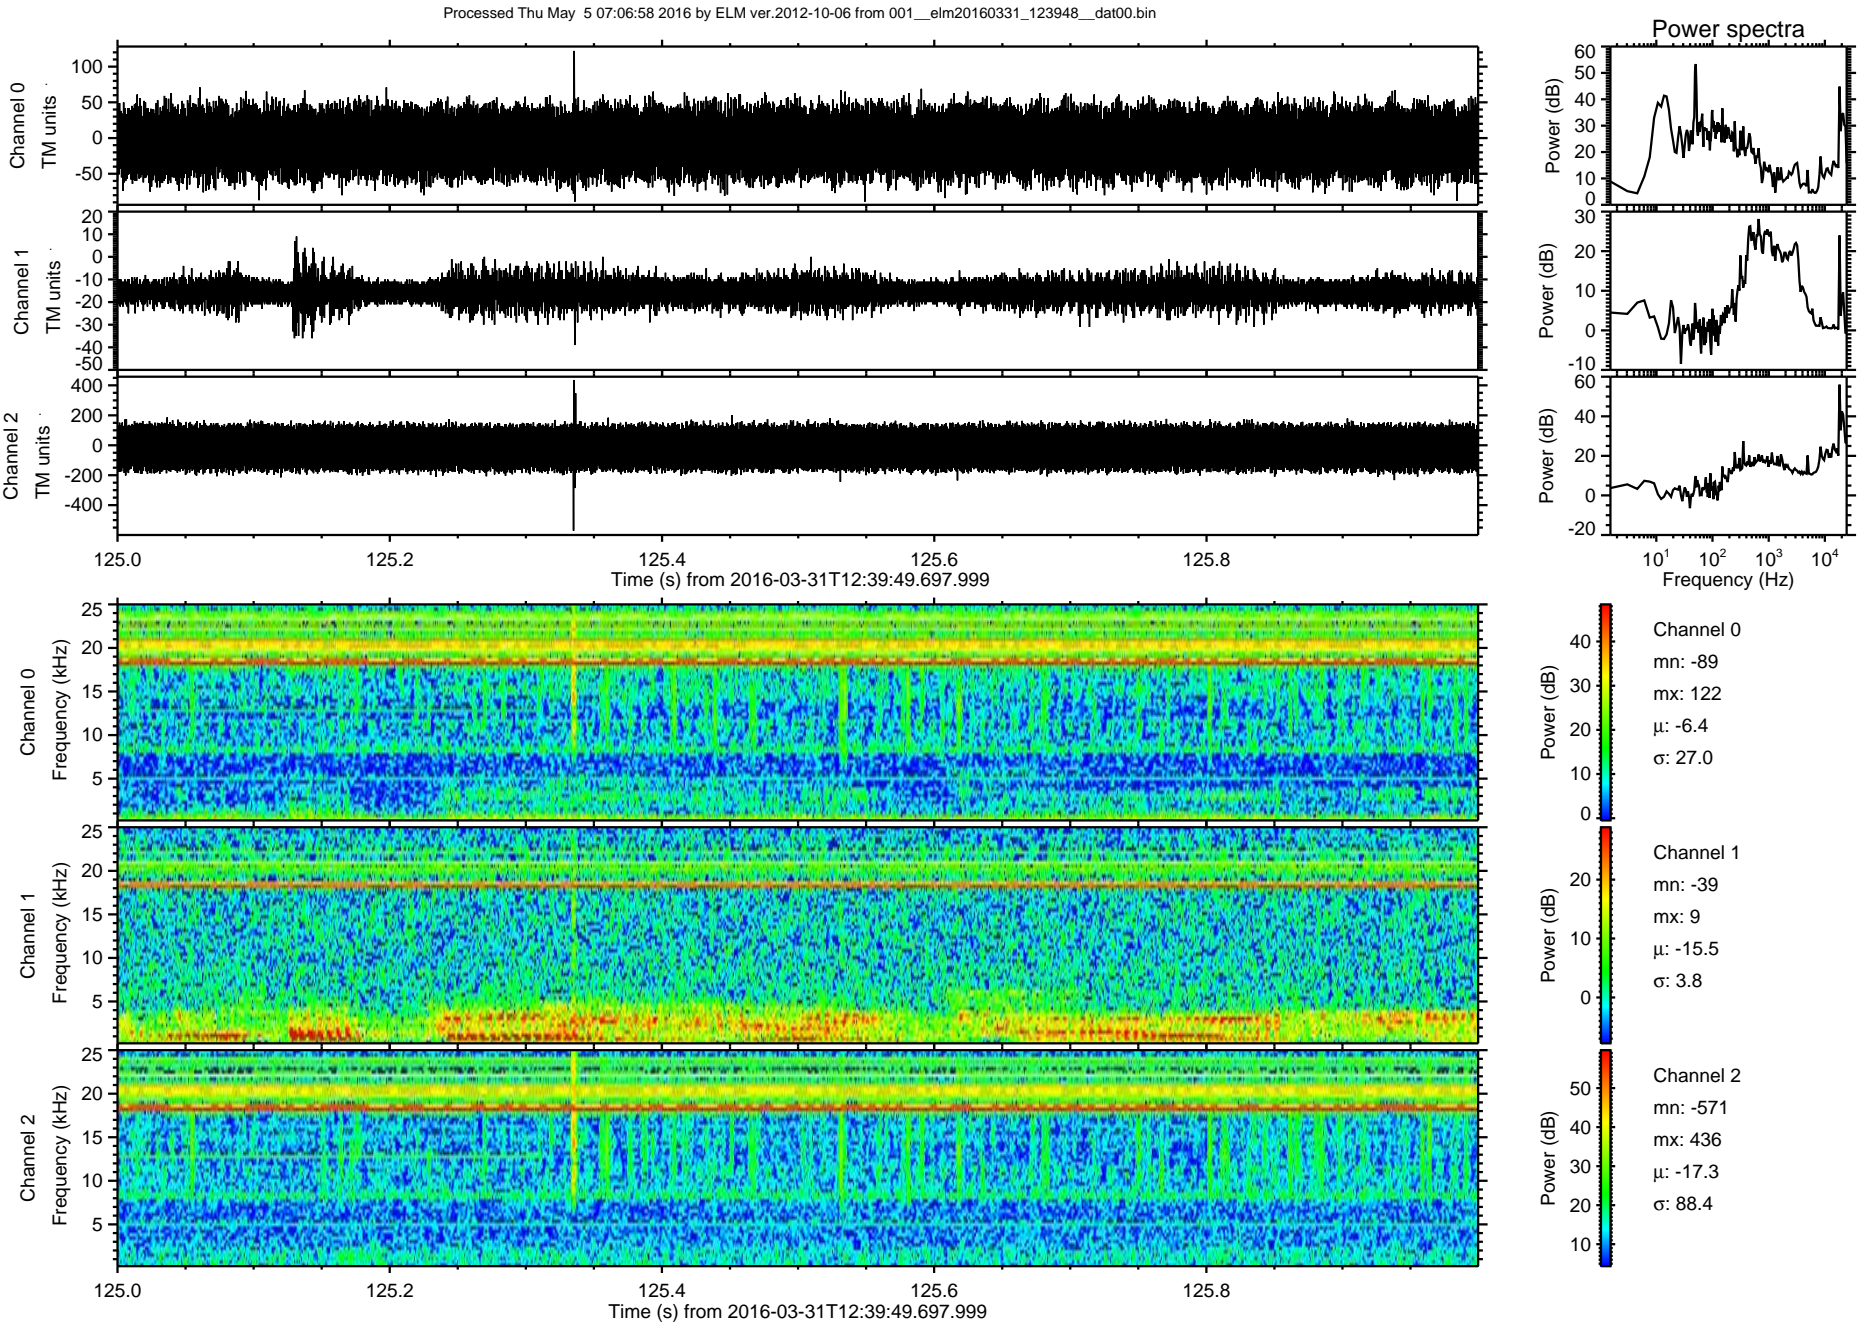 Processed Thu May  5 07:06:58 2016 by ELM ver.2012-10-06 from 001__elm20160331_123948__dat00.bin
Power spectra
Channel 0
TM units
100
50
0
-50
Power (dB)
60
50
40
30
20
10
0
Channel 1
TM units
20
10
0
-10
-20
-30
-40
-50
Power (dB)
30
20
10
0
-10
Channel 2
TM units
400
200
0
-200
-400
Power (dB)
60
40
20
0
-20
125.0 125.2 125.4 125.6 125.8
Time (s) from 2016-03-31T12:39:49.697.999
10^1 10^2 10^3 10^4
Frequency (Hz)
Channel 0
Frequency (kHz)
25
20
15
10
5
Power (dB)
40
30
20
10
0
Channel 0
mn: -89
mx: 122
μ: -6.4
σ: 27.0
Channel 1
Frequency (kHz)
25
20
15
10
5
Power (dB)
20
10
0
Channel 1
mn: -39
mx: 9
μ: -15.5
σ: 3.8
Channel 2
Frequency (kHz)
25
20
15
10
5
Power (dB)
50
40
30
20
10
Channel 2
mn: -571
mx: 436
μ: -17.3
σ: 88.4
125.0 125.2 125.4 125.6 125.8
Time (s) from 2016-03-31T12:39:49.697.999